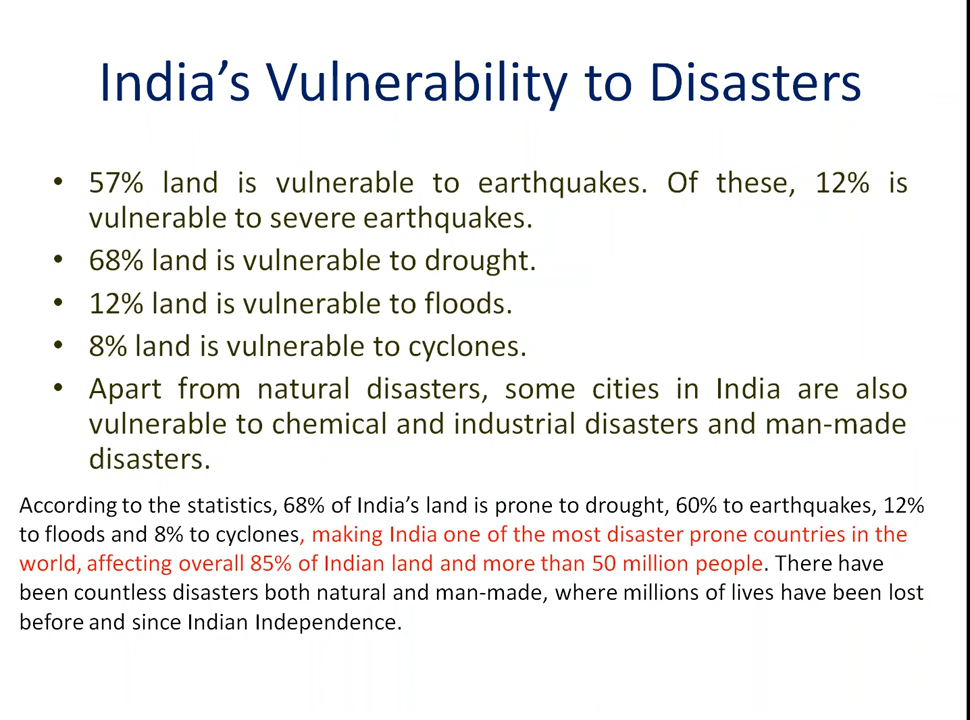 India’s Vulnerability to Disasters
• 57% land is vulnerable to earthquakes. Of these, 12% is
vulnerable to severe earthquakes.
• 68% land is vulnerable to drought.
• 12% land is vulnerable to floods.
• 8% land is vulnerable to cyclones.
• Apart from natural disasters, some cities in India are also
vulnerable to chemical and industrial disasters and man-made
disasters.
According to the statistics, 68% of India’s land is prone to drought, 60% to earthquakes, 12%
to floods and 8% to cyclones, making India one of the most disaster prone countries in the
world, affecting overall 85% of Indian land and more than 50 million people. There have
been countless disasters both natural and man-made, where millions of lives have been lost
before and since Indian Independence.